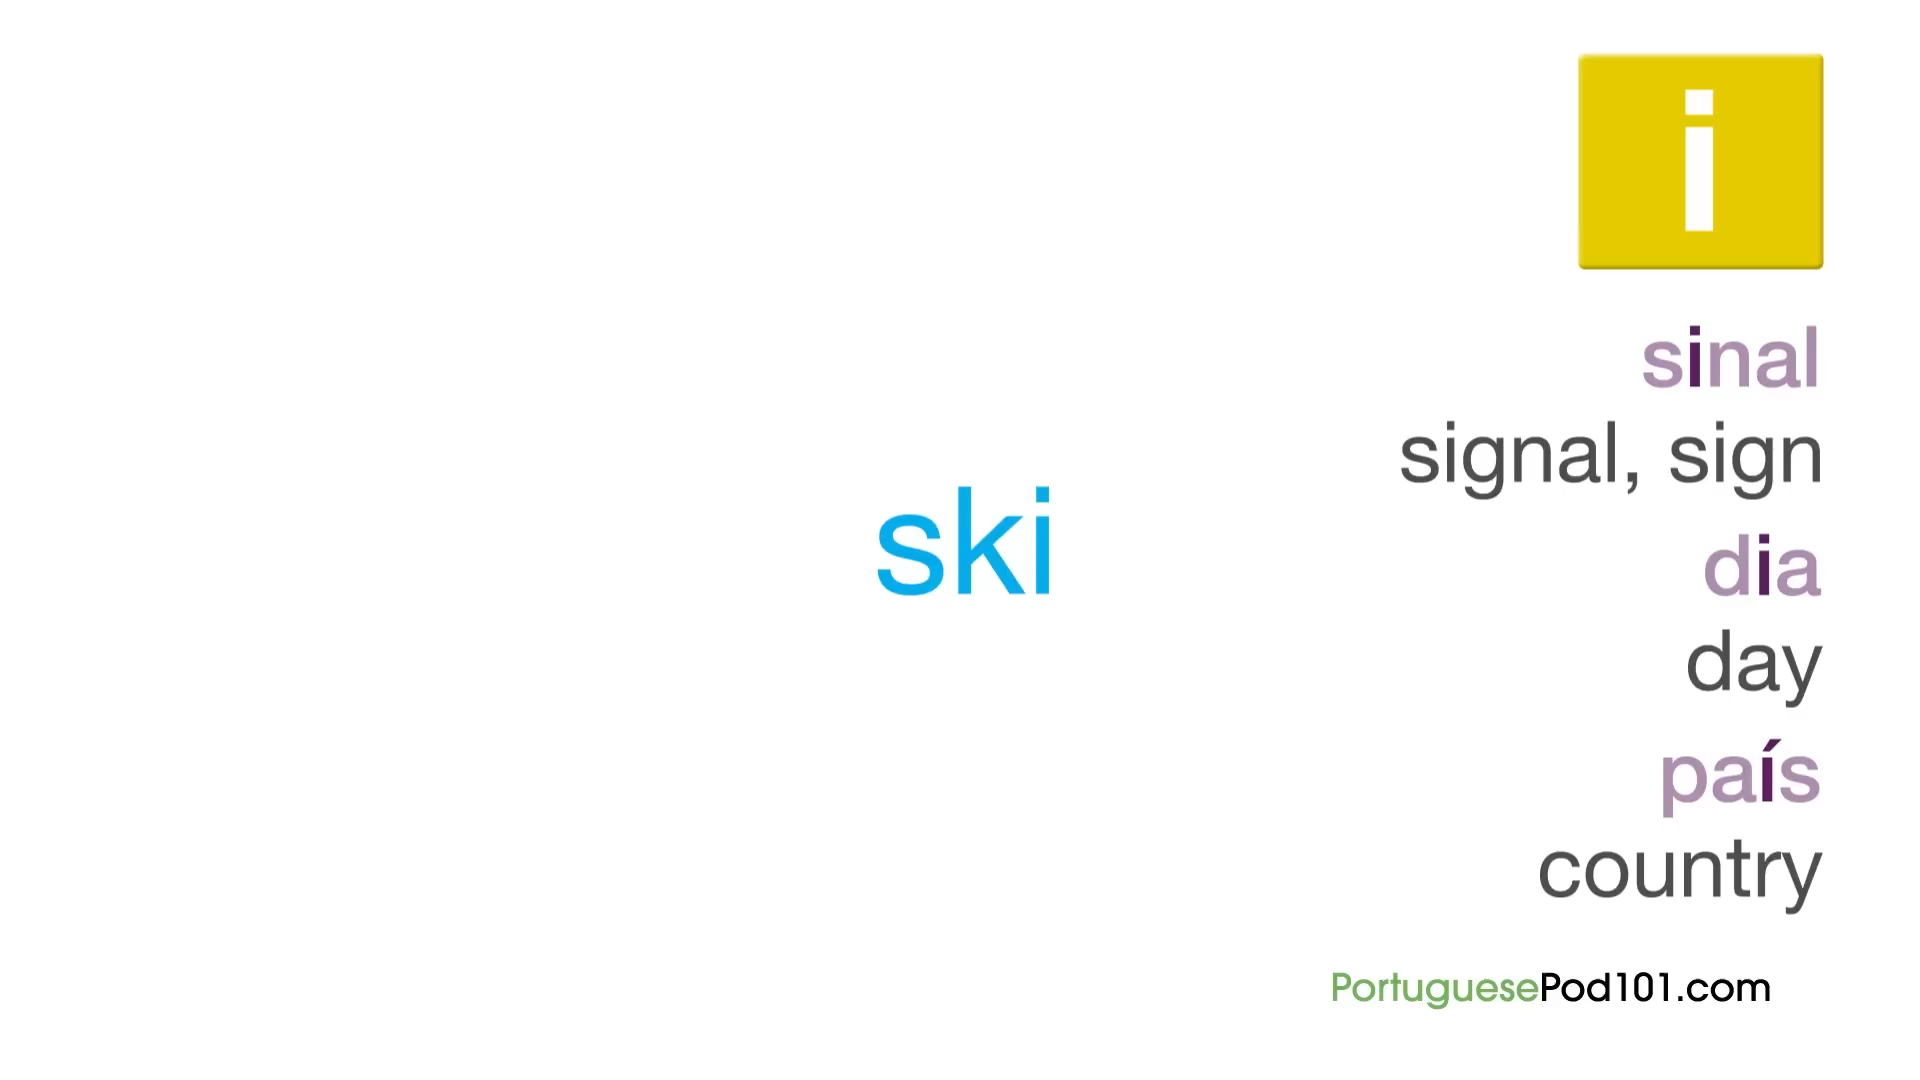 i
sinal
signal, sign
ski
dia
day
país
country
PortuguesePod101.com